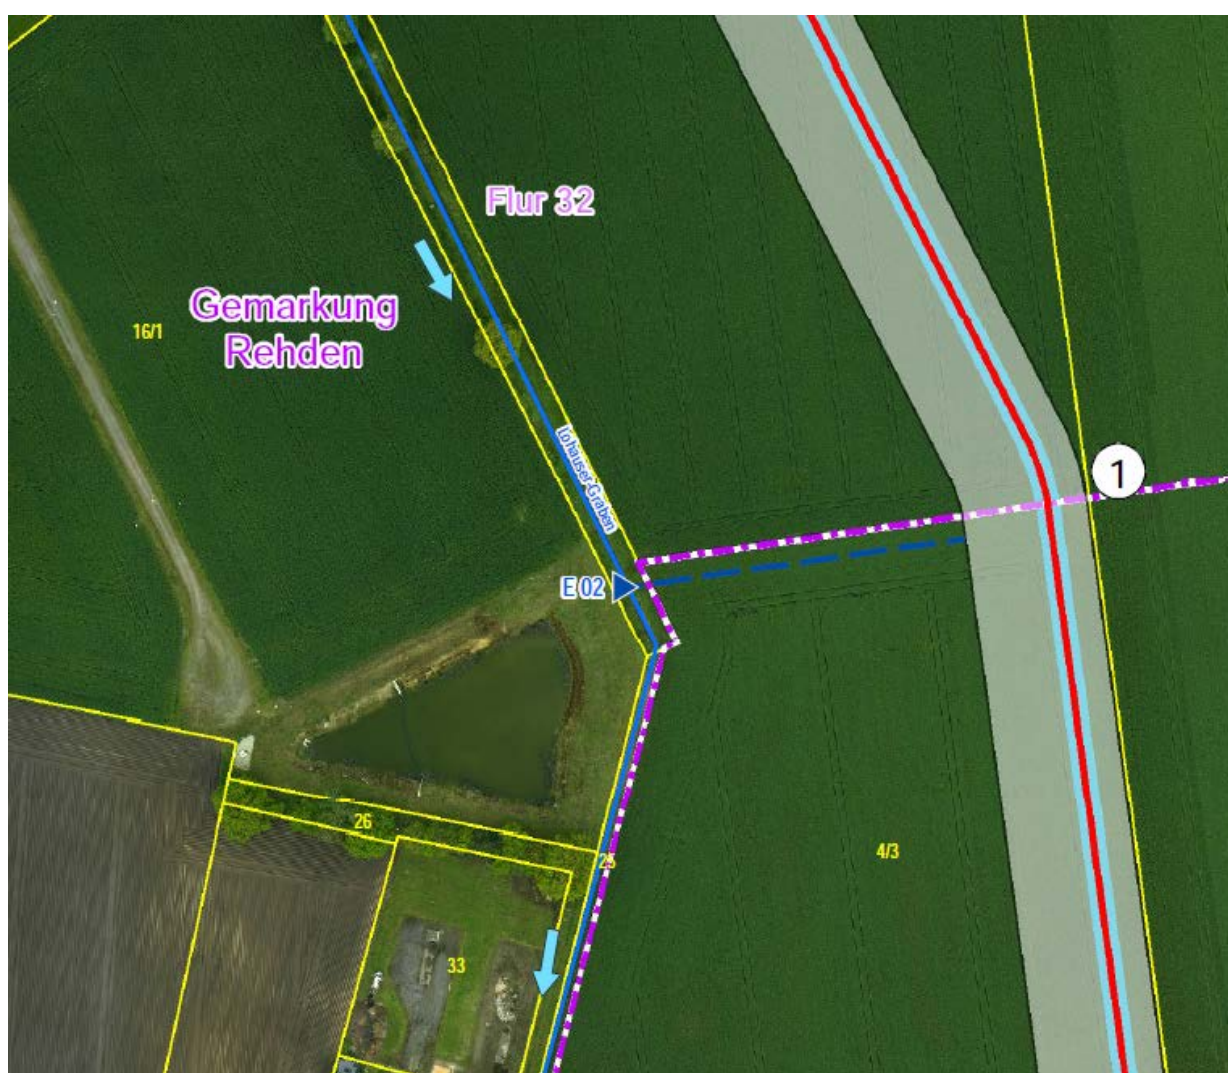 Flur 32
Gemarkung
Rehden
16/1
Lohauser-Graben
1
E 02
26
25
4/3
33